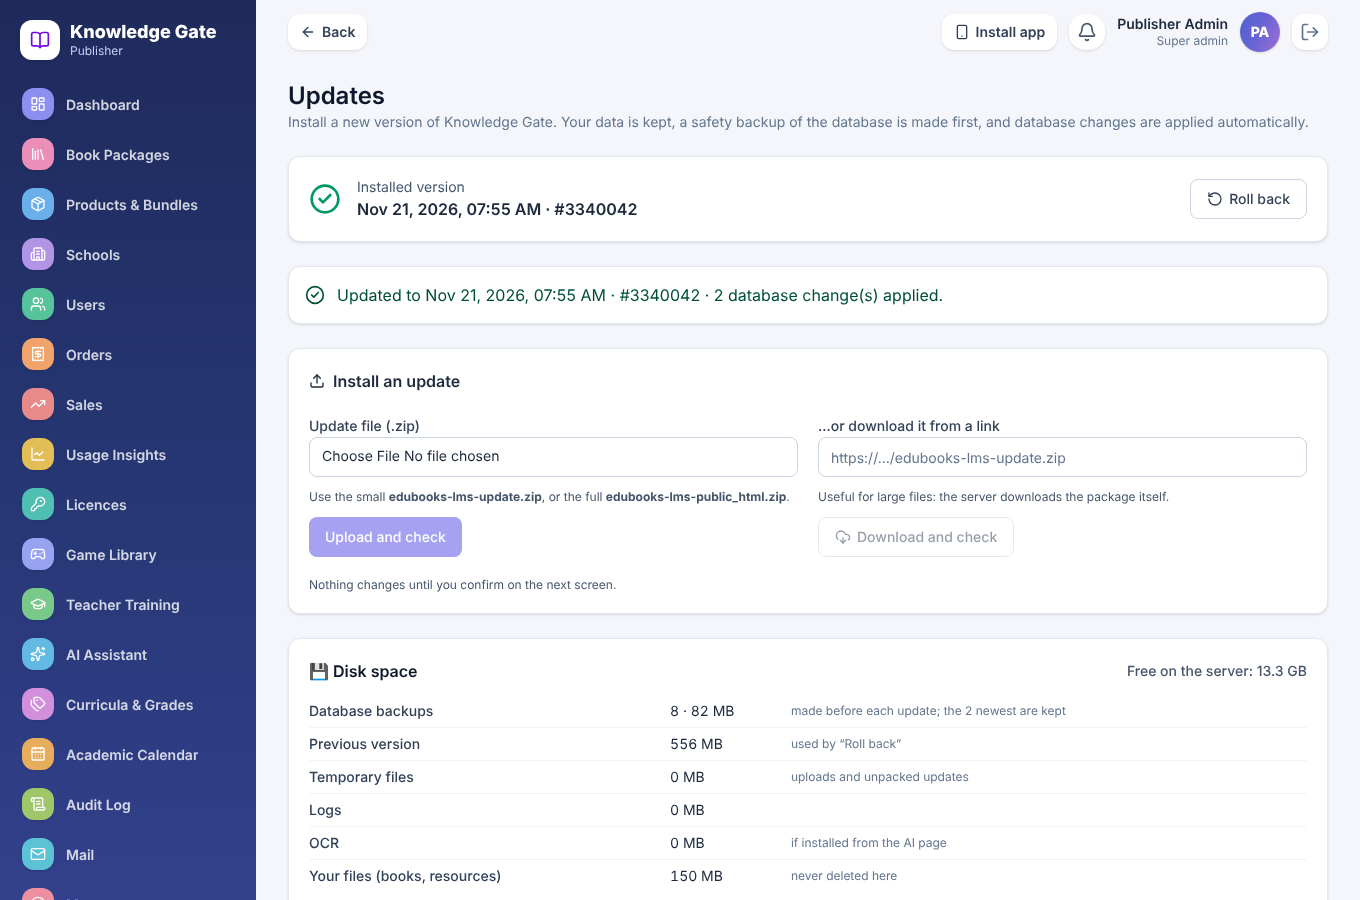 Knowledge Gate
Publisher
Dashboard
Book Packages
Products & Bundles
Schools
Users
Orders
Sales
Usage Insights
Licences
Game Library
Teacher Training
AI Assistant
Curricula & Grades
Academic Calendar
Audit Log
Mail
Back
Install app
Publisher Admin
Super admin
PA
Updates
Install a new version of Knowledge Gate. Your data is kept, a safety backup of the database is made first, and database changes are applied automatically.
Installed version
Nov 21, 2026, 07:55 AM · #3340042
Roll back
Updated to Nov 21, 2026, 07:55 AM · #3340042 · 2 database change(s) applied.
Install an update
Update file (.zip)
Choose File No file chosen
Use the small edubooks-lms-update.zip, or the full edubooks-lms-public_html.zip.
Upload and check
...or download it from a link
https://.../edubooks-lms-update.zip
Useful for large files: the server downloads the package itself.
Download and check
Nothing changes until you confirm on the next screen.
💾 Disk space
Free on the server: 13.3 GB
Database backups 8 · 82 MB made before each update; the 2 newest are kept
Previous version 556 MB used by “Roll back”
Temporary files 0 MB uploads and unpacked updates
Logs 0 MB
OCR 0 MB if installed from the AI page
Your files (books, resources) 150 MB never deleted here